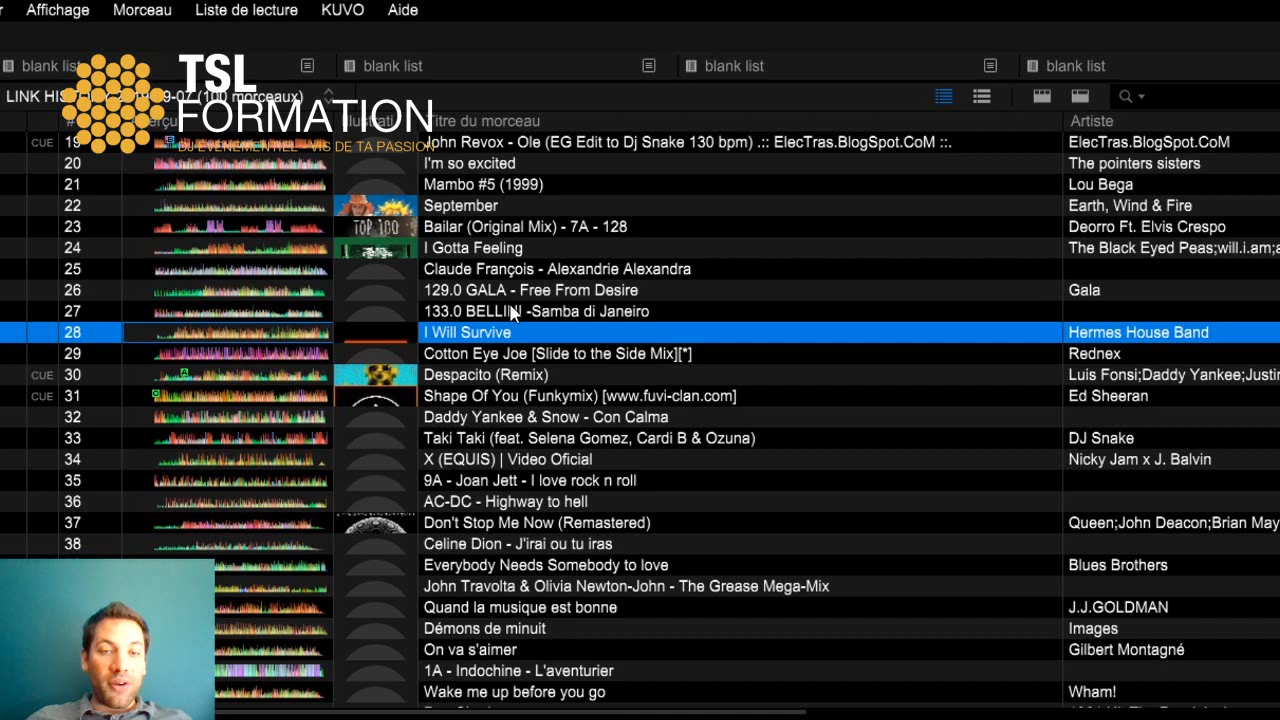 Affichage Morceau Liste de lecture KUVO Aide
blank list blank list blank list blank list
TSL
FORMATION
DJ ÉVÉNEMENTIEL VIS DE TA PASSION
LINK HIS 9-07 (100 morceaux)
# Titre du morceau Artiste
CUE 19 John Revox - Ole (EG Edit to Dj Snake 130 bpm) .:: ElecTras.BlogSpot.CoM ::. ElecTras.BlogSpot.CoM
20 I'm so excited The pointers sisters
21 Mambo #5 (1999) Lou Bega
22 September Earth, Wind & Fire
23 TOP 100 Bailar (Original Mix) - 7A - 128 Deorro Ft. Elvis Crespo
24 I Gotta Feeling The Black Eyed Peas;will.i.am;a
25 Claude François - Alexandrie Alexandra
26 129.0 GALA - Free From Desire Gala
27 133.0 BELLINI -Samba di Janeiro
28 I Will Survive Hermes House Band
29 Cotton Eye Joe [Slide to the Side Mix][*] Rednex
CUE 30 A Despacito (Remix) Luis Fonsi;Daddy Yankee;Justin
CUE 31 C Shape Of You (Funkymix) [www.fuvi-clan.com] Ed Sheeran
32 Daddy Yankee & Snow - Con Calma
33 Taki Taki (feat. Selena Gomez, Cardi B & Ozuna) DJ Snake
34 X (EQUIS) | Video Oficial Nicky Jam x J. Balvin
35 9A - Joan Jett - I love rock n roll
36 AC-DC - Highway to hell
37 Don't Stop Me Now (Remastered) Queen;John Deacon;Brian May
38 Celine Dion - J'irai ou tu iras
Everybody Needs Somebody to love Blues Brothers
John Travolta & Olivia Newton-John - The Grease Mega-Mix
Quand la musique est bonne J.J.GOLDMAN
Démons de minuit Images
On va s'aimer Gilbert Montagné
1A - Indochine - L'aventurier
Wake me up before you go Wham!